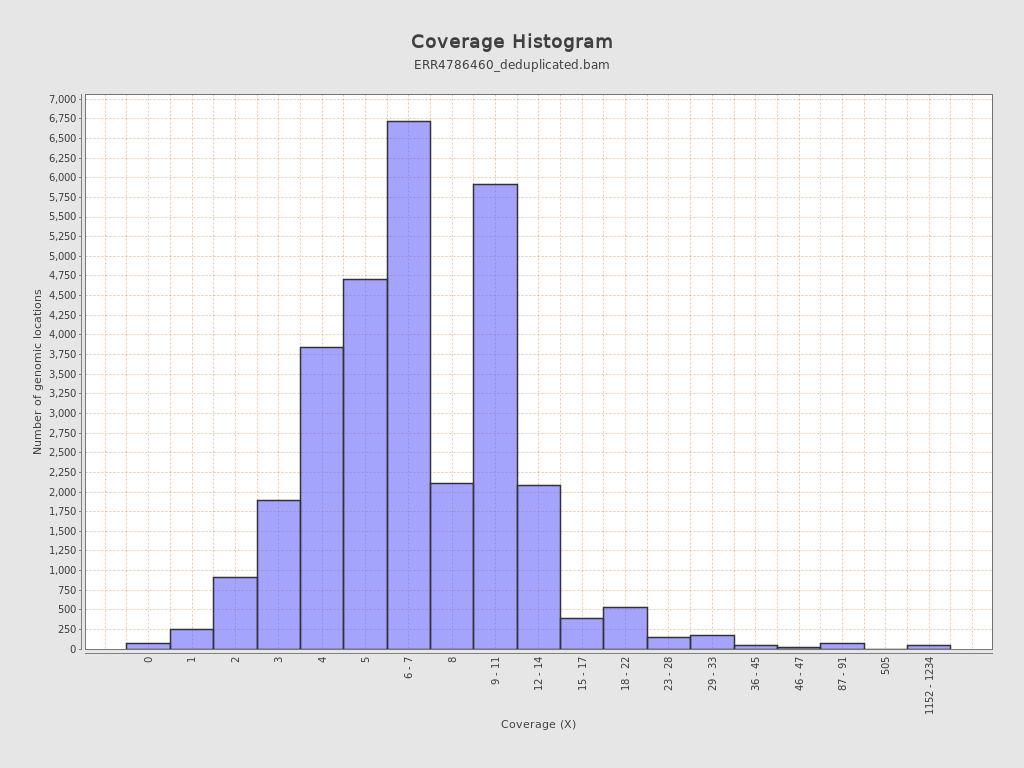 Coverage Histogram
ERR4786460_deduplicated.bam
7,000
6,750
6,500
6,250
6,000
5,750
5,500
5,250
5,000
4,750
4,500
4,250
4,000
3,750
3,500
3,250
3,000
2,750
2,500
2,250
2,000
1,750
1,500
1,250
1,000
750
500
250
0
Number of genomic locations
0
1
2
3
4
5
6 - 7
8
9 - 11
12 - 14
15 - 17
18 - 22
23 - 28
29 - 33
36 - 45
46 - 47
87 - 91
505
1152 - 1234
Coverage (X)